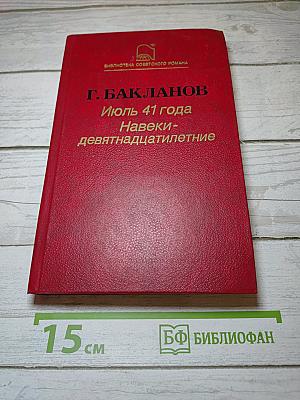 БИБЛИОТЕКА СОВЕТСКОГО РОМАНА
Г. БАКЛАНОВ
Июль 41 года
Навеки-
девятнадцатилетние
15 см
БФ БИБЛИОФАН